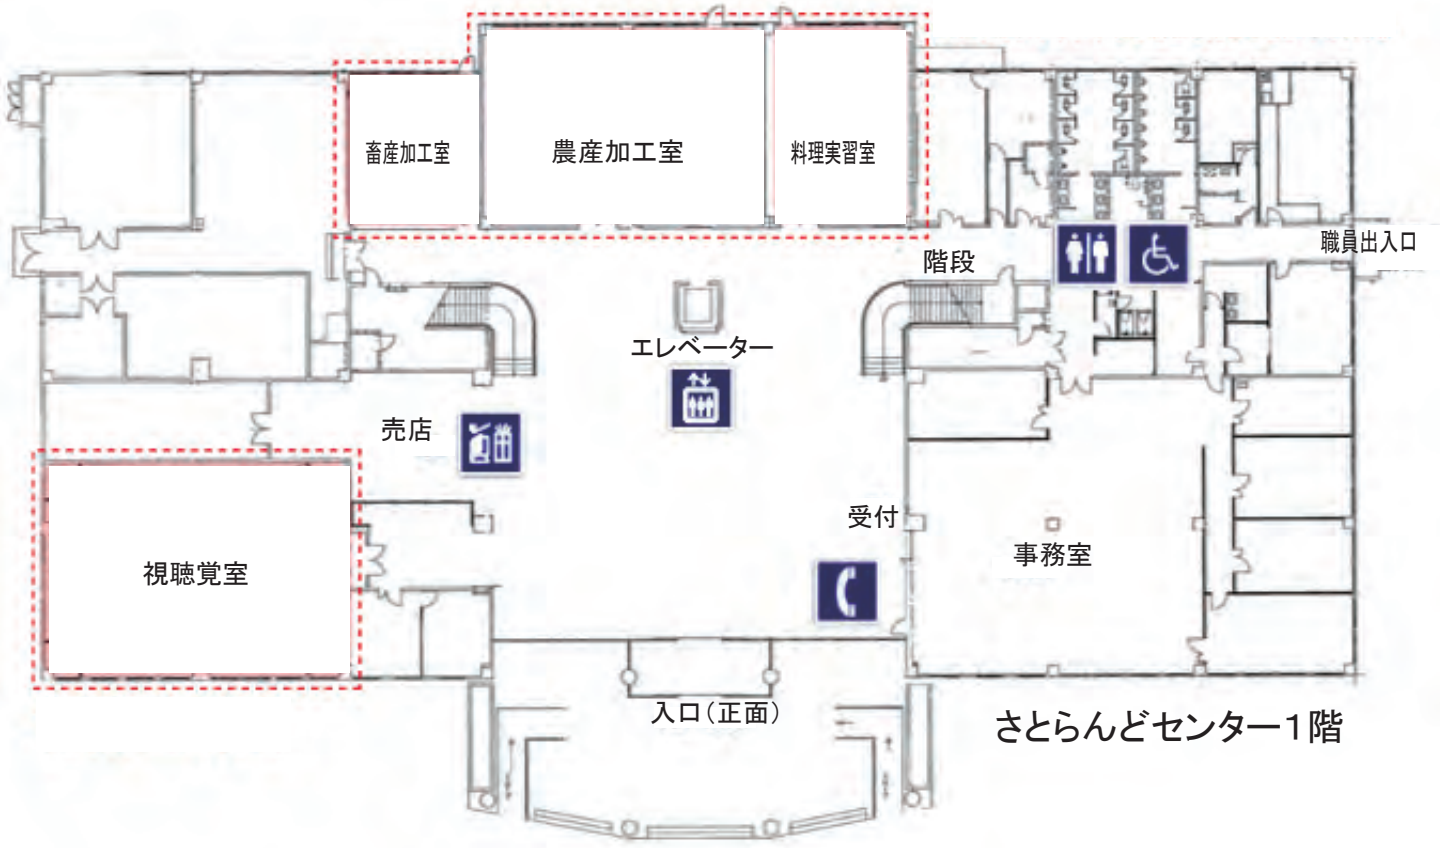 畜産加工室
農産加工室
料理実習室
職員出入口
階段
エレベーター
売店
受付
事務室
視聴覚室
入口（正面）
さとらんどセンター１階